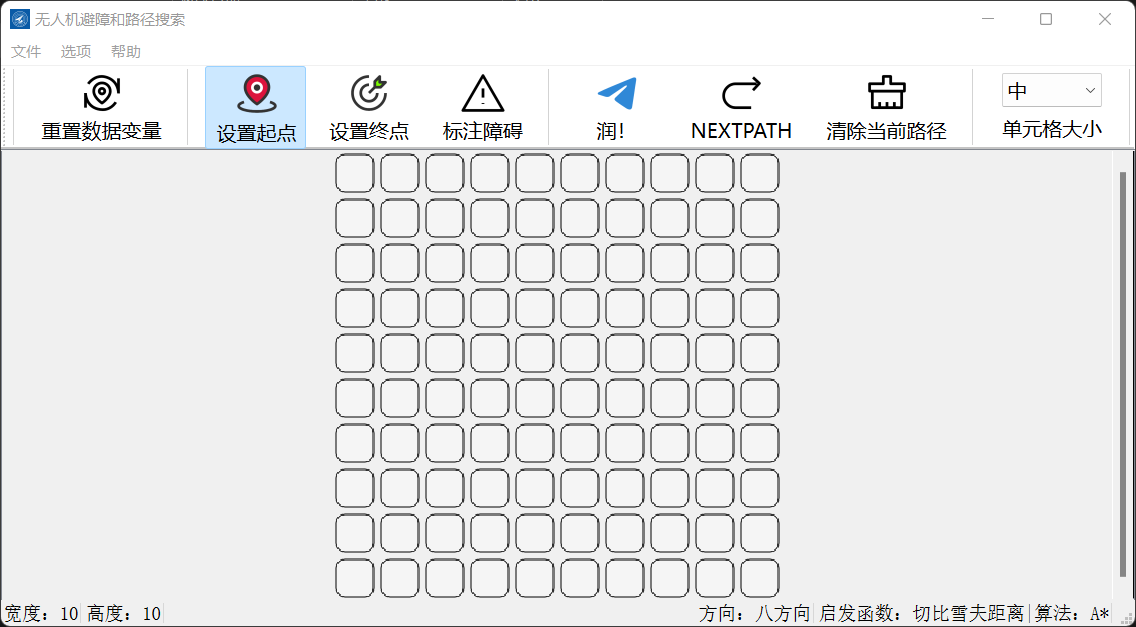 无人机避障和路径搜索
文件 选项 帮助
重置数据变量 设置起点 设置终点 标注障碍 润！ NEXTPATH 清除当前路径 中 单元格大小
宽度：10 高度：10 方向：八方向 启发函数：切比雪夫距离 算法：A*